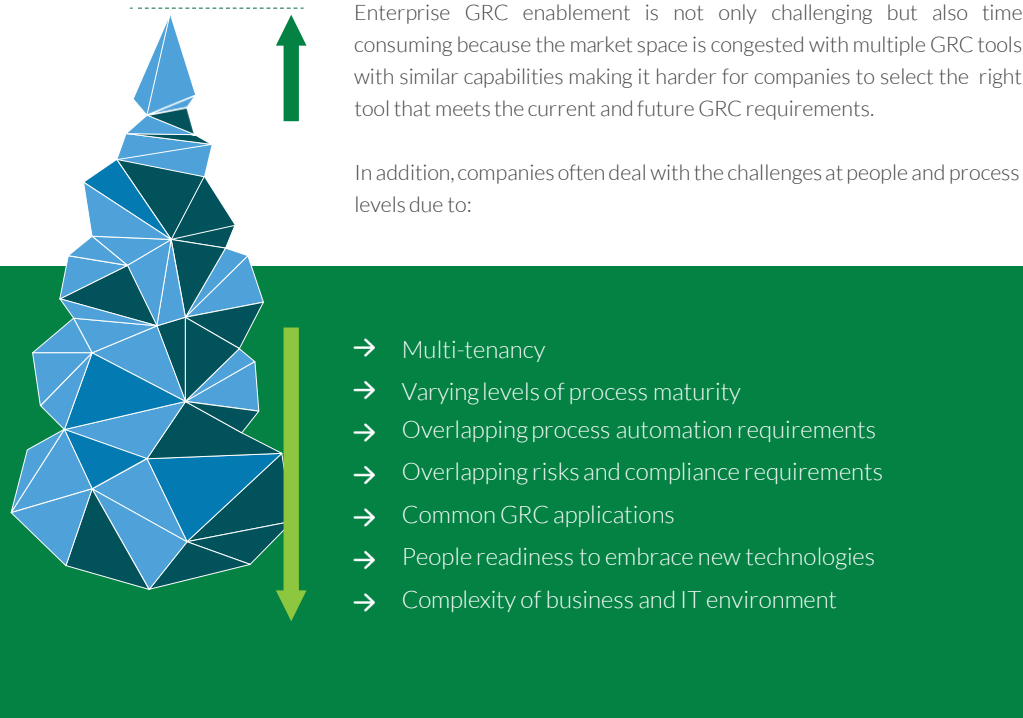 Enterprise GRC enablement is not only challenging but also time
consuming because the market space is congested with multiple GRC tools
with similar capabilities making it harder for companies to select the right
tool that meets the current and future GRC requirements.
In addition, companies often deal with the challenges at people and process
levels due to:
Multi-tenancy
Varying levels of process maturity
Overlapping process automation requirements
Overlapping risks and compliance requirements
Common GRC applications
People readiness to embrace new technologies
Complexity of business and IT environment